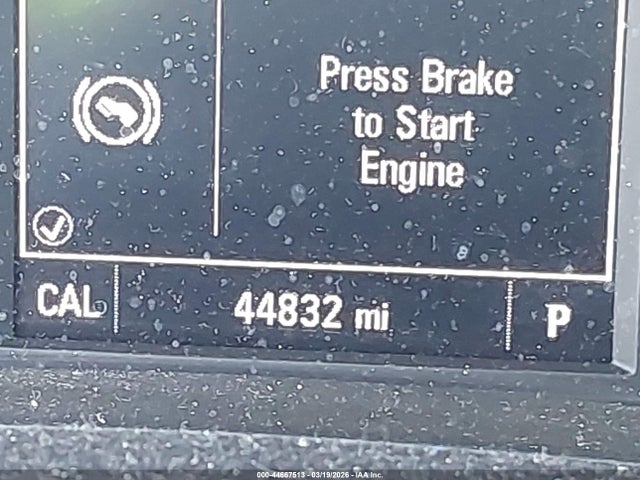 Press Brake
to Start
Engine
CAL 44832 mi P
000-44667513 - 03/19/2026 - IAA Inc.